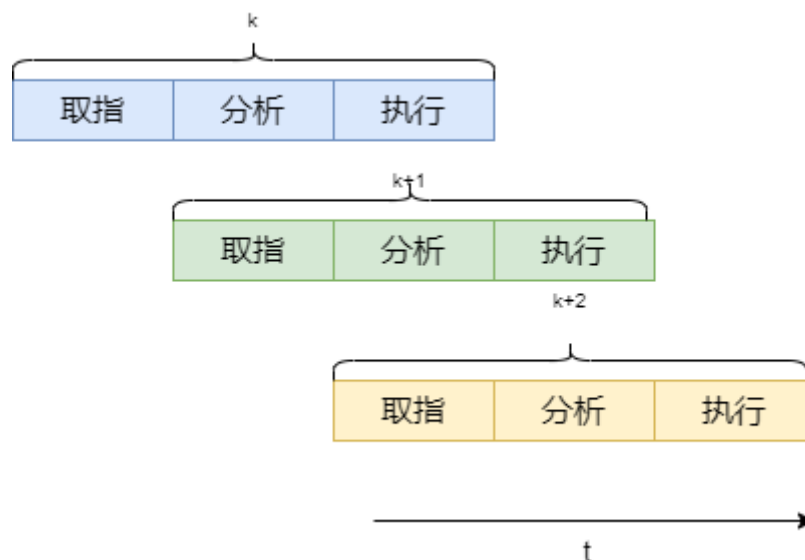 k
取指 分析 执行
k+1
取指 分析 执行
k+2
取指 分析 执行
t